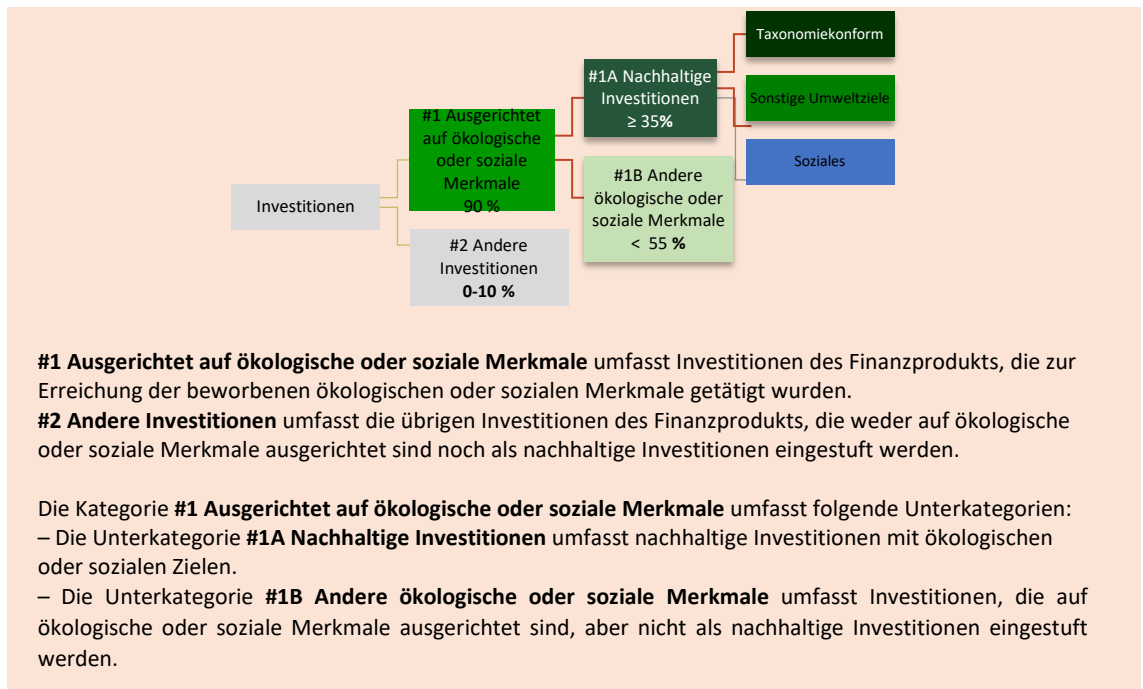 Taxonomiekonform
#1A Nachhaltige
Investitionen
≥ 35%
Sonstige Umweltziele
#1 Ausgerichtet
auf ökologische
oder soziale
Merkmale
90 %
Soziales
#1B Andere
ökologische oder
soziale Merkmale
< 55 %
Investitionen
#2 Andere
Investitionen
0-10 %
#1 Ausgerichtet auf ökologische oder soziale Merkmale umfasst Investitionen des Finanzprodukts, die zur
Erreichung der beworbenen ökologischen oder sozialen Merkmale getätigt wurden.
#2 Andere Investitionen umfasst die übrigen Investitionen des Finanzprodukts, die weder auf ökologische
oder soziale Merkmale ausgerichtet sind noch als nachhaltige Investitionen eingestuft werden.
Die Kategorie #1 Ausgerichtet auf ökologische oder soziale Merkmale umfasst folgende Unterkategorien:
– Die Unterkategorie #1A Nachhaltige Investitionen umfasst nachhaltige Investitionen mit ökologischen
oder sozialen Zielen.
– Die Unterkategorie #1B Andere ökologische oder soziale Merkmale umfasst Investitionen, die auf
ökologische oder soziale Merkmale ausgerichtet sind, aber nicht als nachhaltige Investitionen eingestuft
werden.